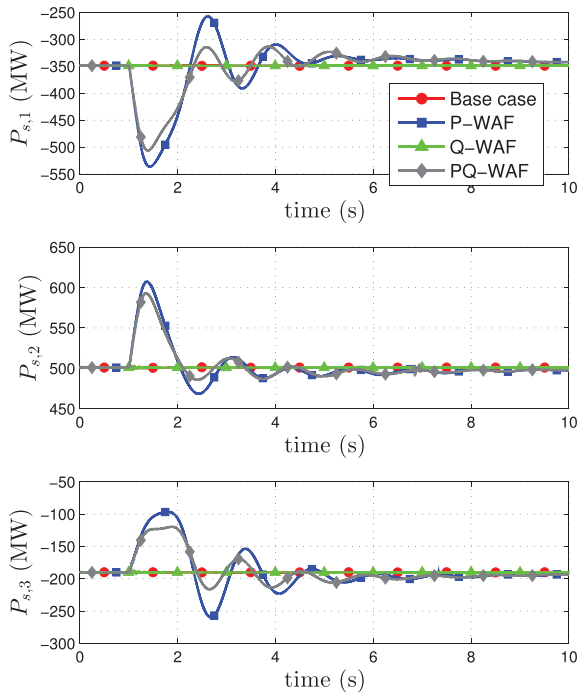 −250
−300
−350
−400
−450
−500
−550
P_{s,1} (MW)
0 2 4 6 8 10
time (s)
Base case
P−WAF
Q−WAF
PQ−WAF
650
600
550
500
450
P_{s,2} (MW)
0 2 4 6 8 10
time (s)
−50
−100
−150
−200
−250
−300
P_{s,3} (MW)
0 2 4 6 8 10
time (s)